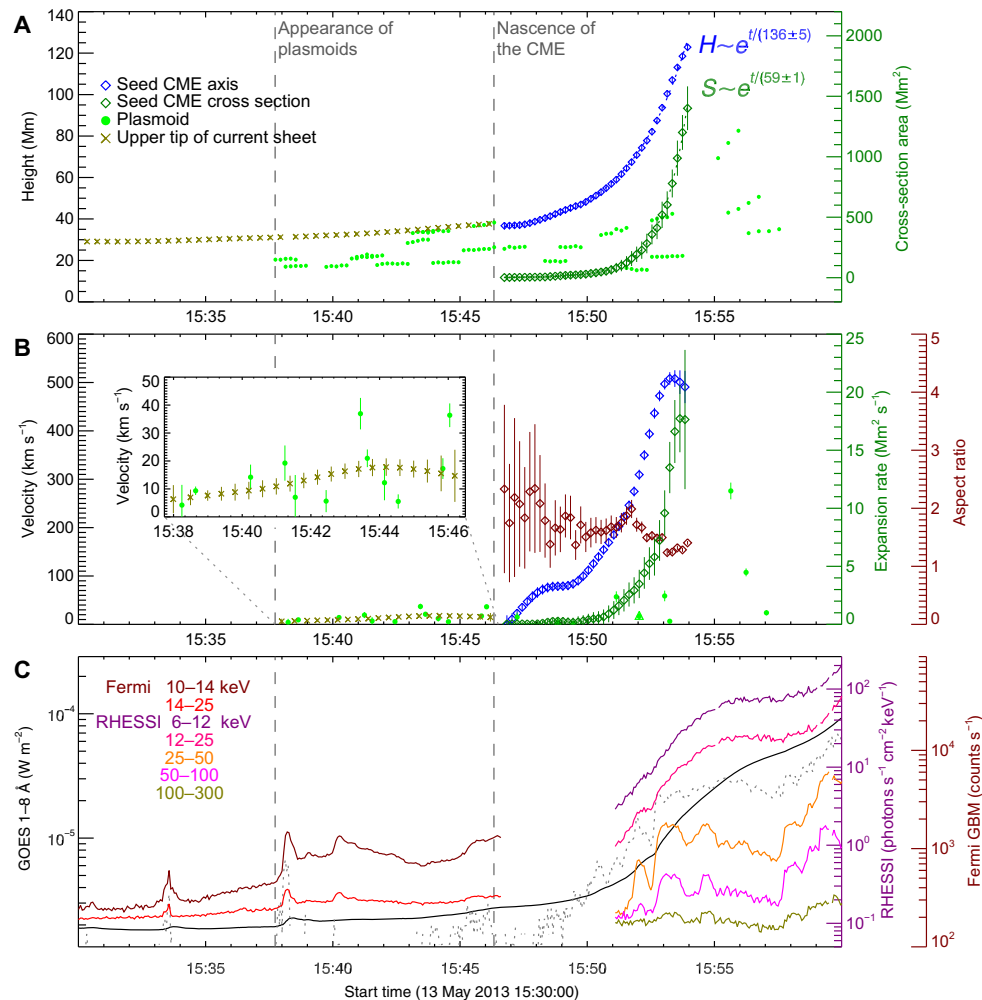 A
Appearance of
plasmoids
Nascence of
the CME
H~e^t/(136±5)
S~e^t/(59±1)
Seed CME axis
Seed CME cross section
Plasmoid
Upper tip of current sheet
Height (Mm)
140
120
100
80
60
40
20
0
Cross-section area (Mm²)
2000
1500
1000
500
0
15:35 15:40 15:45 15:50 15:55
B
Velocity (km s⁻¹)
600
500
400
300
200
100
0
Velocity (km s⁻¹)
50
40
30
20
10
0
15:38 15:40 15:42 15:44 15:46
Expansion rate (Mm² s⁻¹)
25
20
15
10
5
0
Aspect ratio
5
4
3
2
1
0
15:35 15:40 15:45 15:50 15:55
C
Fermi 10–14 keV
14–25
RHESSI 6–12 keV
12–25
25–50
50–100
100–300
GOES 1–8 Å (W m⁻²)
10⁻⁴
10⁻⁵
RHESSI (photons s⁻¹ cm⁻² keV⁻¹)
10²
10¹
10⁰
10⁻¹
Fermi GBM (counts s⁻¹)
10⁴
10³
10²
15:35 15:40 15:45 15:50 15:55
Start time (13 May 2013 15:30:00)